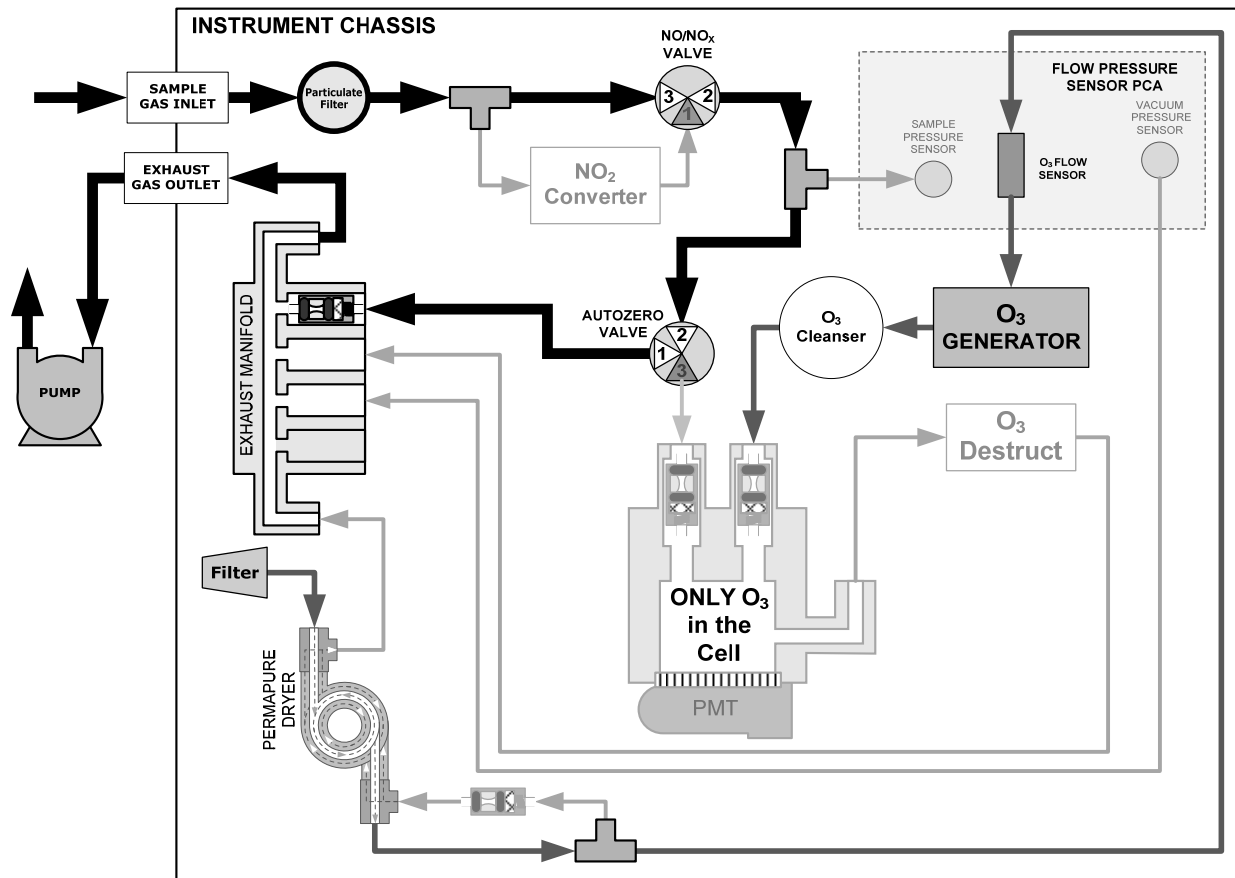 INSTRUMENT CHASSIS
SAMPLE
GAS INLET
Particulate
Filter
NO/NOX
VALVE
3
2
1
NO2
Converter
EXHAUST
GAS OUTLET
FLOW PRESSURE
SENSOR PCA
SAMPLE
PRESSURE
SENSOR
O3 FLOW
SENSOR
VACUUM
PRESSURE
SENSOR
PUMP
EXHAUST MANIFOLD
AUTOZERO
VALVE
2
1
3
O3
Cleanser
O3
GENERATOR
O3
Destruct
Filter
PERMAPURE
DRYER
ONLY O3
in the
Cell
PMT